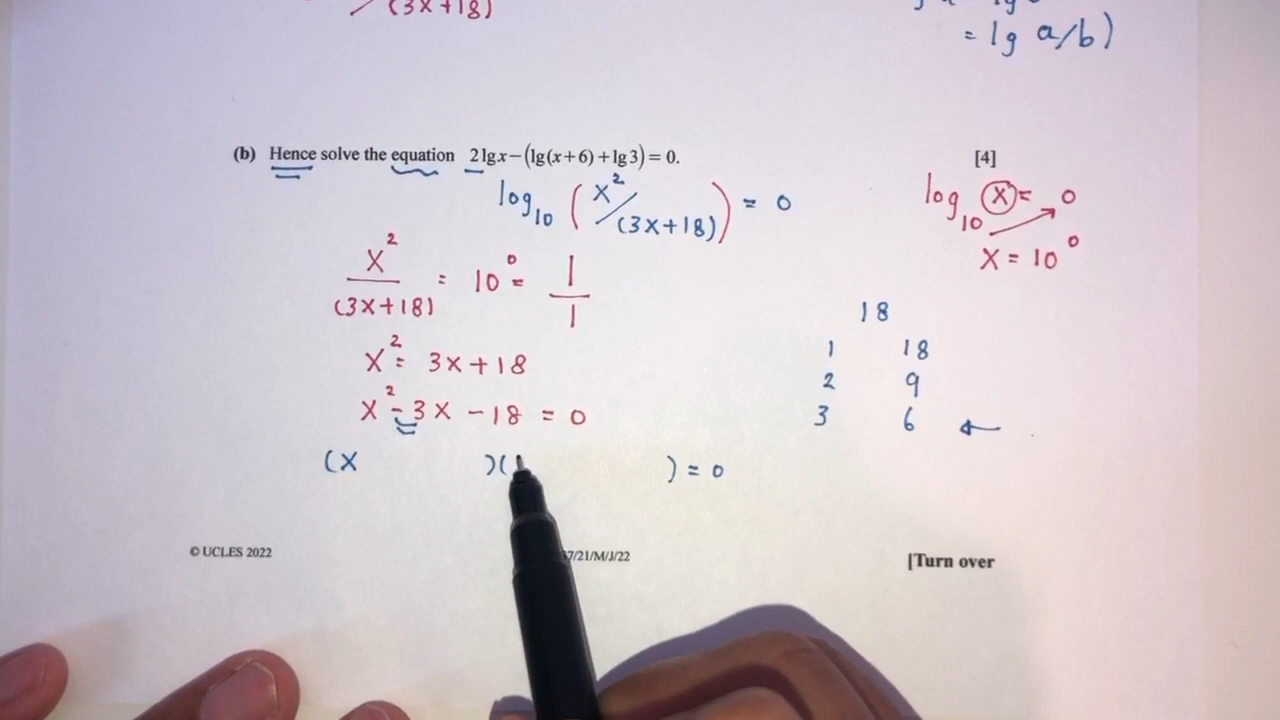 (3x+18)
= lg a/b)
(b) Hence solve the equation 2lgx−(lg(x+6)+lg3)=0. [4]
log₁₀ (x²/(3x+18)) = 0
log₁₀ x = 0
x = 10⁰
x²/(3x+18) = 10⁰ = 1/1
x² = 3x+18
x² - 3x - 18 = 0
18
1 18
2 9
3 6 ←
(x )( ) = 0
© UCLES 2022
7/21/M/J/22
[Turn over